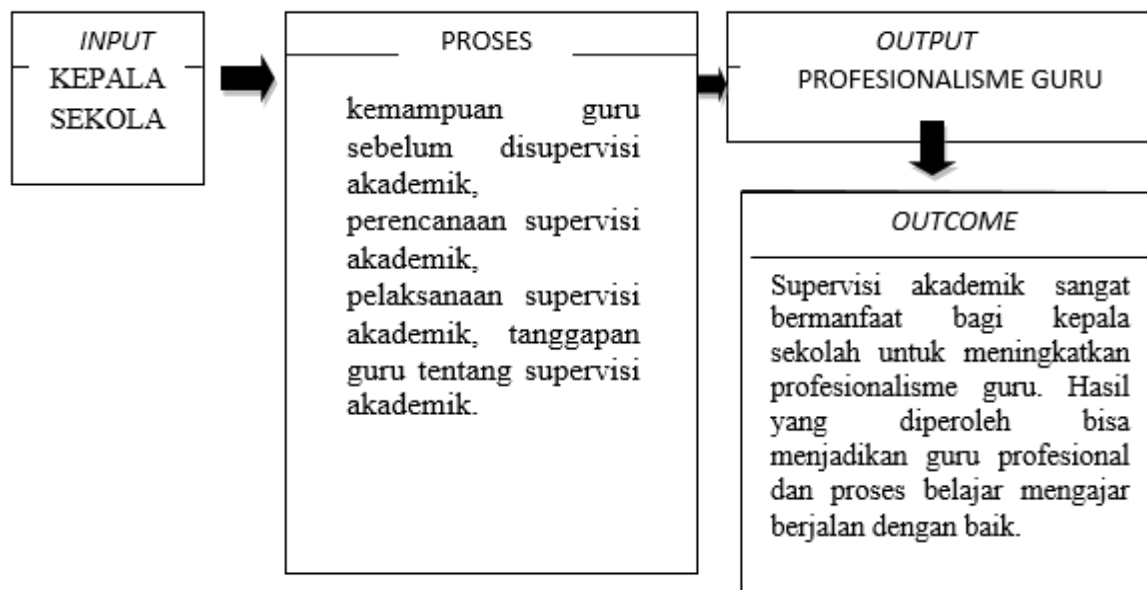 INPUT
KEPALA
SEKOLA
PROSES
kemampuan guru
sebelum disupervisi
akademik,
perencanaan supervisi
akademik,
pelaksanaan supervisi
akademik, tanggapan
guru tentang supervisi
akademik.
OUTPUT
PROFESIONALISME GURU
OUTCOME
Supervisi akademik sangat
bermanfaat bagi kepala
sekolah untuk meningkatkan
profesionalisme guru. Hasil
yang diperoleh bisa
menjadikan guru profesional
dan proses belajar mengajar
berjalan dengan baik.